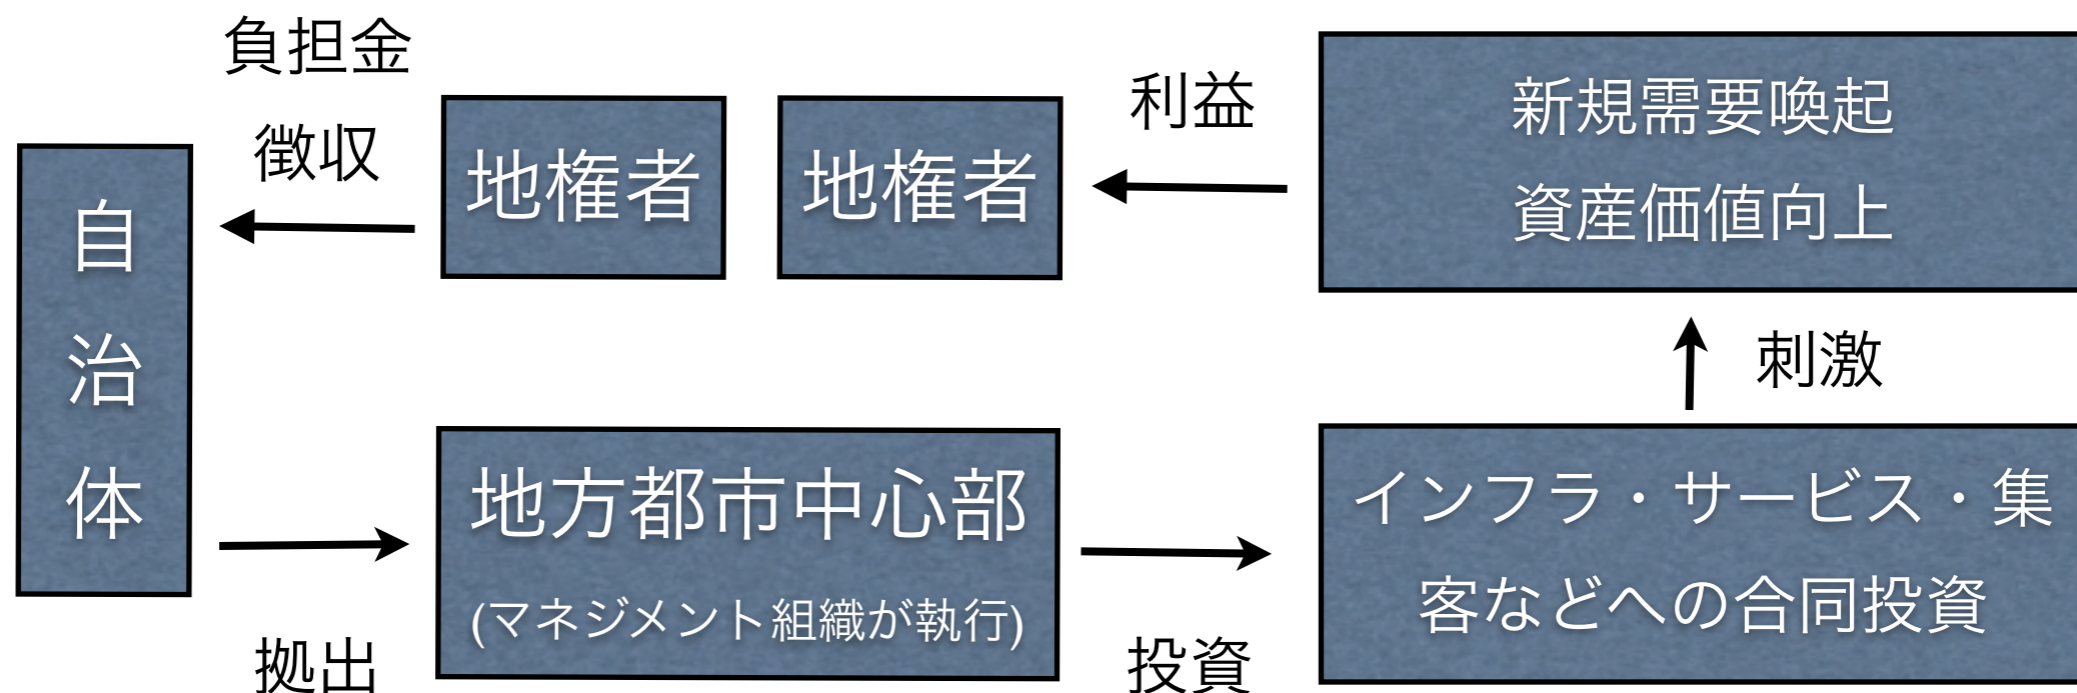 負担金
徴収
地権者
地権者
利益
新規需要喚起
資産価値向上
自
治
体
刺激
地方都市中心部
(マネジメント組織が執行)
インフラ・サービス・集
客などへの合同投資
拠出
投資